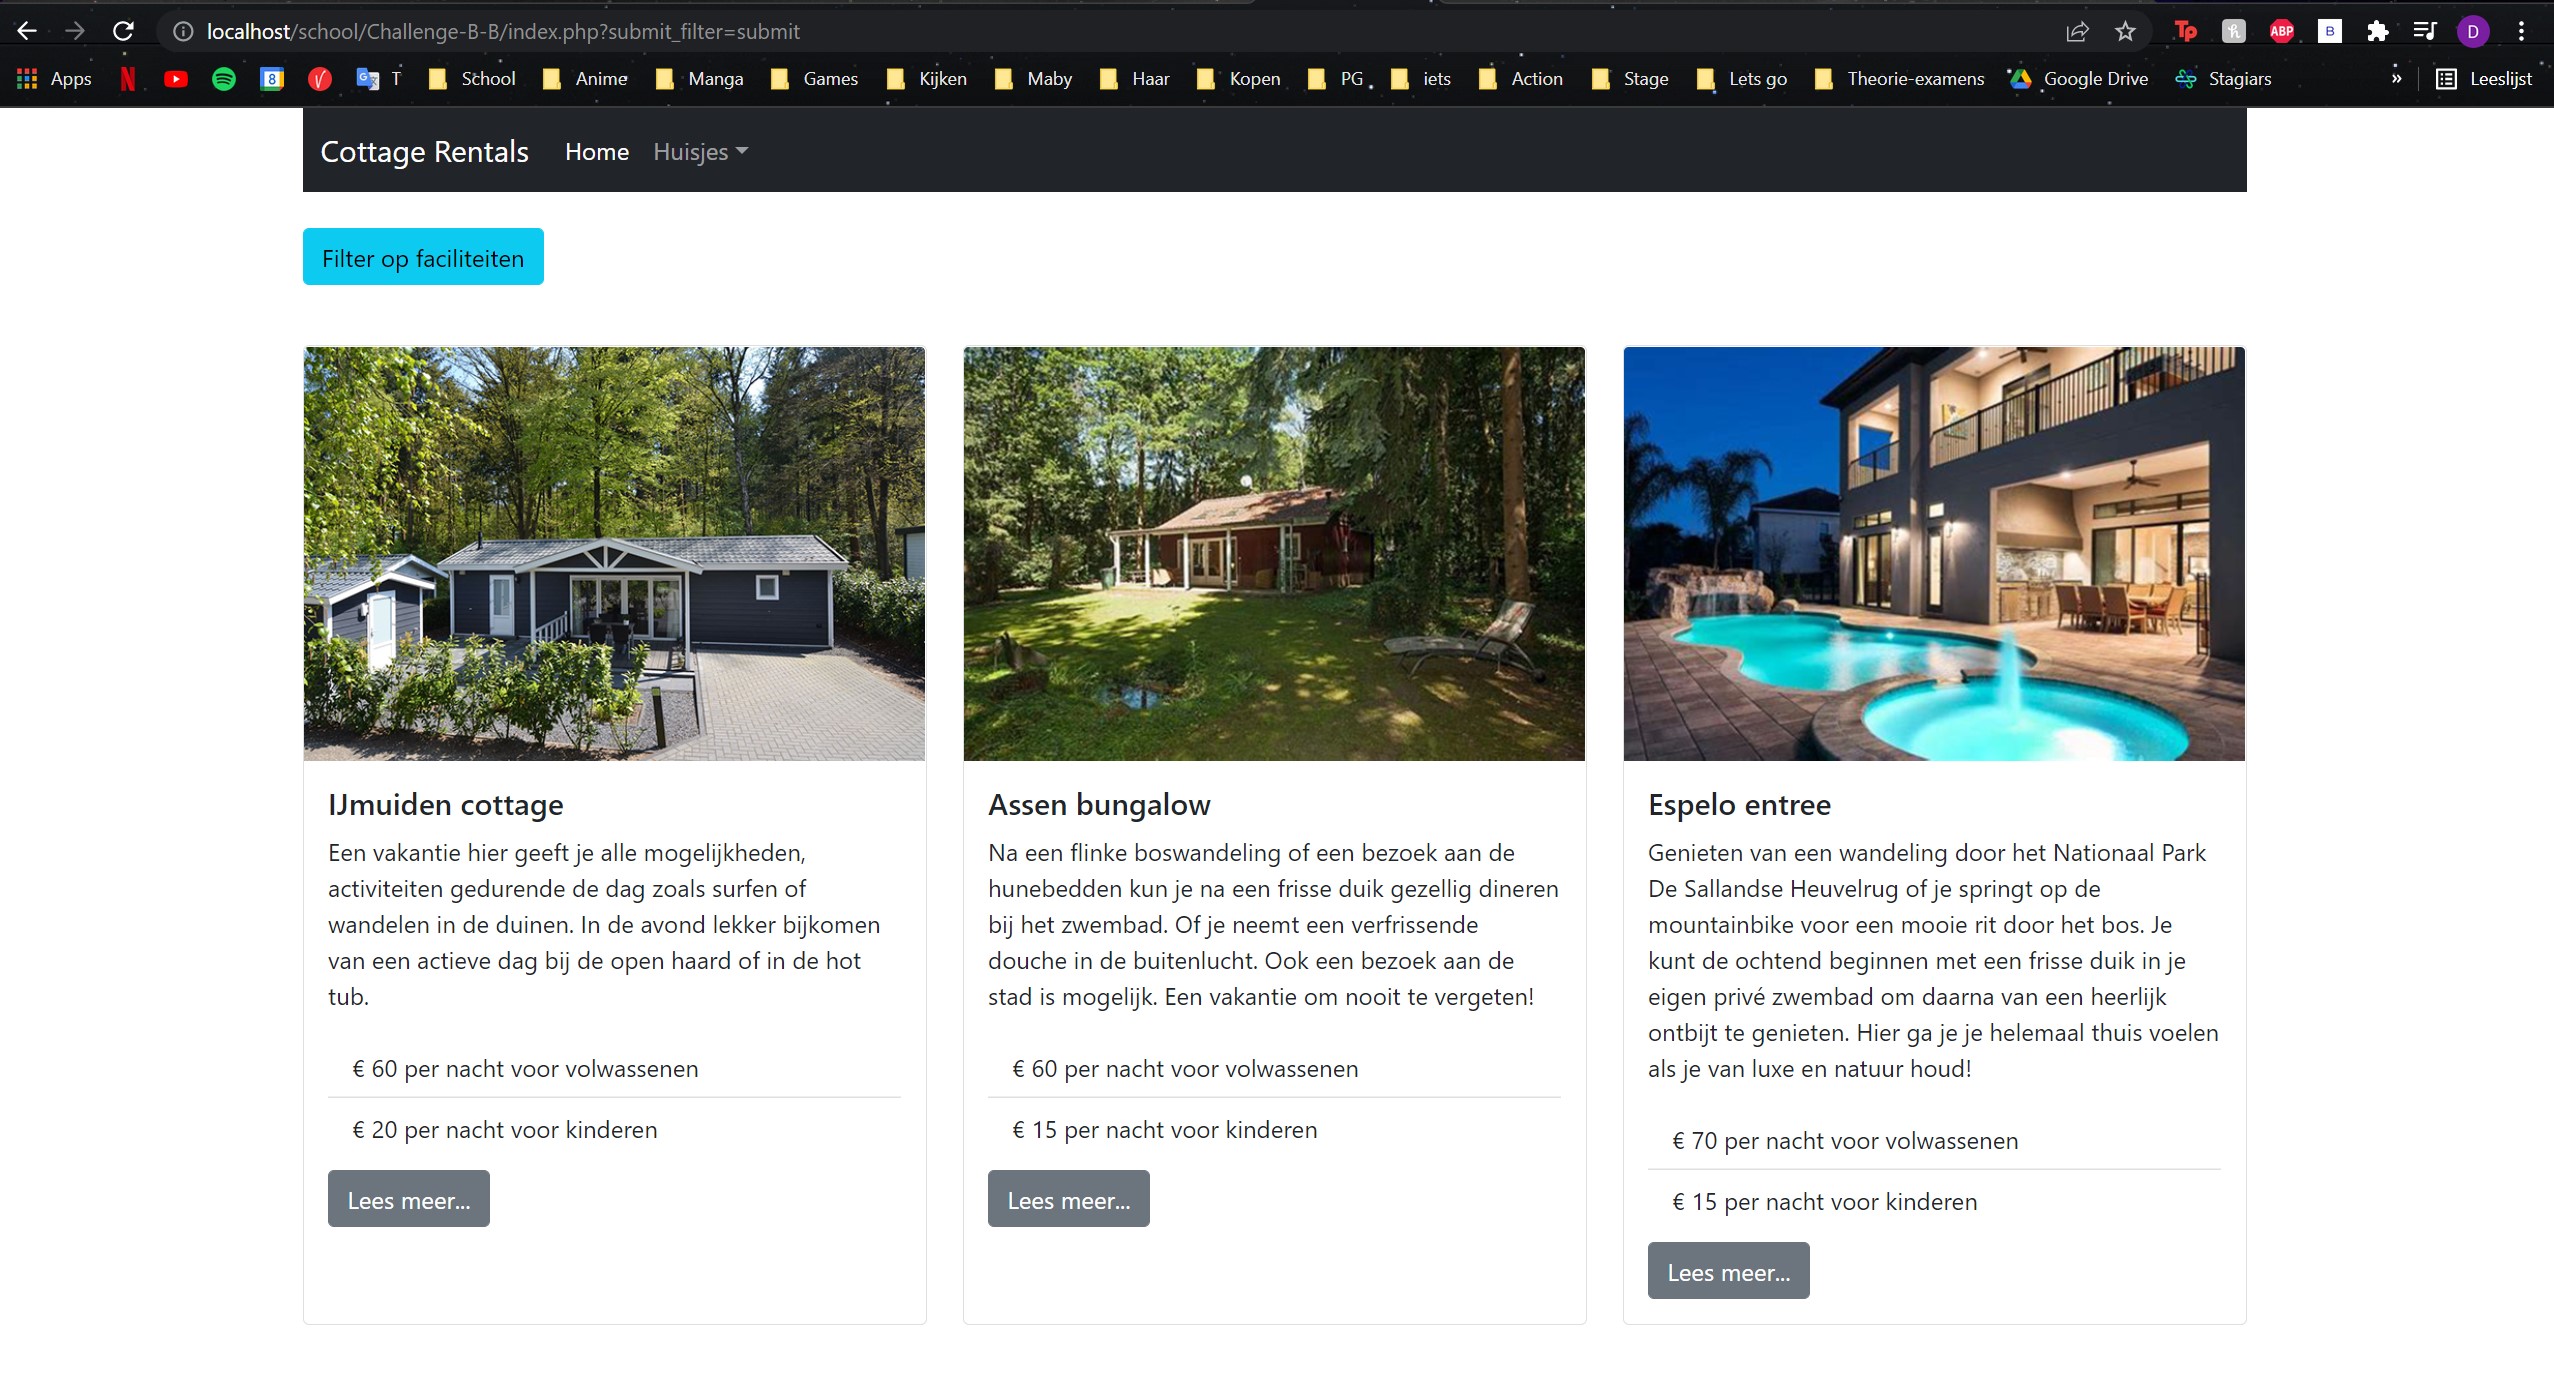 localhost/school/Challenge-B-B/index.php?submit_filter=submit
Tp
h
ABP
B
D
Apps
N
8
G
T
School
Anime
Manga
Games
Kijken
Maby
Haar
Kopen
PG
iets
Action
Stage
Lets go
Theorie-examens
Google Drive
Stagiars
»
Leeslijst
Cottage Rentals
Home
Huisjes
Filter op faciliteiten
IJmuiden cottage
Een vakantie hier geeft je alle mogelijkheden,
activiteiten gedurende de dag zoals surfen of
wandelen in de duinen. In de avond lekker bijkomen
van een actieve dag bij de open haard of in de hot
tub.
€ 60 per nacht voor volwassenen
€ 20 per nacht voor kinderen
Lees meer...
Assen bungalow
Na een flinke boswandeling of een bezoek aan de
hunebedden kun je na een frisse duik gezellig dineren
bij het zwembad. Of je neemt een verfrissende
douche in de buitenlucht. Ook een bezoek aan de
stad is mogelijk. Een vakantie om nooit te vergeten!
€ 60 per nacht voor volwassenen
€ 15 per nacht voor kinderen
Lees meer...
Espelo entree
Genieten van een wandeling door het Nationaal Park
De Sallandse Heuvelrug of je springt op de
mountainbike voor een mooie rit door het bos. Je
kunt de ochtend beginnen met een frisse duik in je
eigen privé zwembad om daarna van een heerlijk
ontbijt te genieten. Hier ga je je helemaal thuis voelen
als je van luxe en natuur houd!
€ 70 per nacht voor volwassenen
€ 15 per nacht voor kinderen
Lees meer...